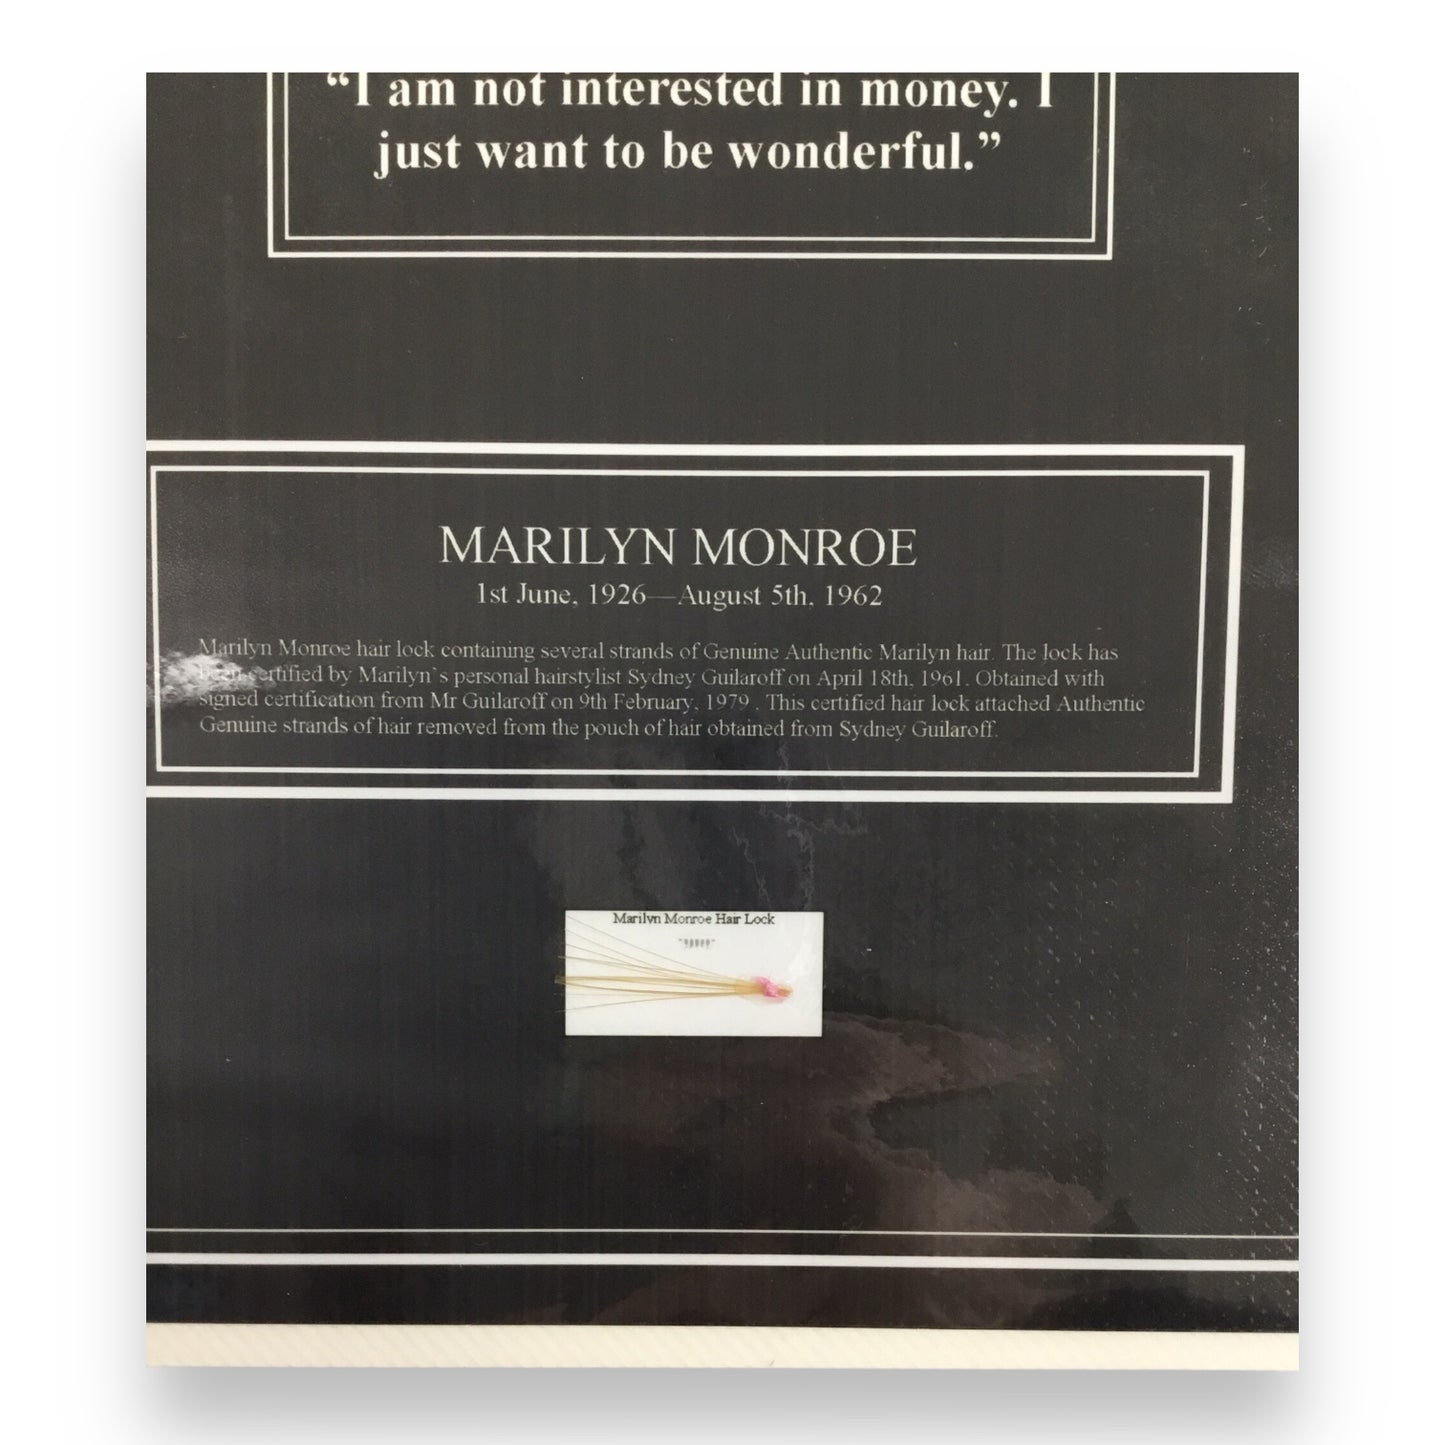 “I am not interested in money. I
just want to be wonderful.”
MARILYN MONROE
1st June, 1926—August 5th, 1962
Marilyn Monroe hair lock containing several strands of Genuine Authentic Marilyn hair. The lock has
been certified by Marilyn`s personal hairstylist Sydney Guilaroff on April 18th, 1961. Obtained with
signed certification from Mr Guilaroff on 9th February, 1979 . This certified hair lock attached Authentic
Genuine strands of hair removed from the pouch of hair obtained from Sydney Guilaroff.
Marilyn Monroe Hair Lock